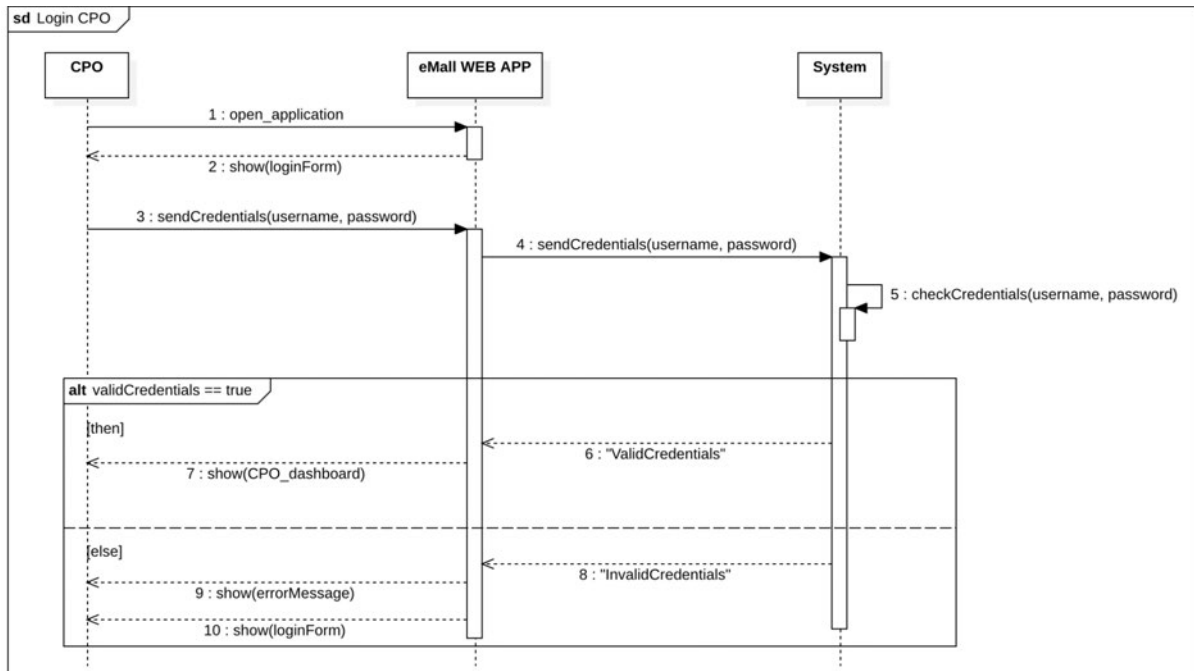 sd Login CPO
CPO
eMall WEB APP
System
1 : open_application
2 : show(loginForm)
3 : sendCredentials(username, password)
4 : sendCredentials(username, password)
5 : checkCredentials(username, password)
alt validCredentials == true
[then]
6 : "ValidCredentials"
7 : show(CPO_dashboard)
[else]
8 : "InvalidCredentials"
9 : show(errorMessage)
10 : show(loginForm)